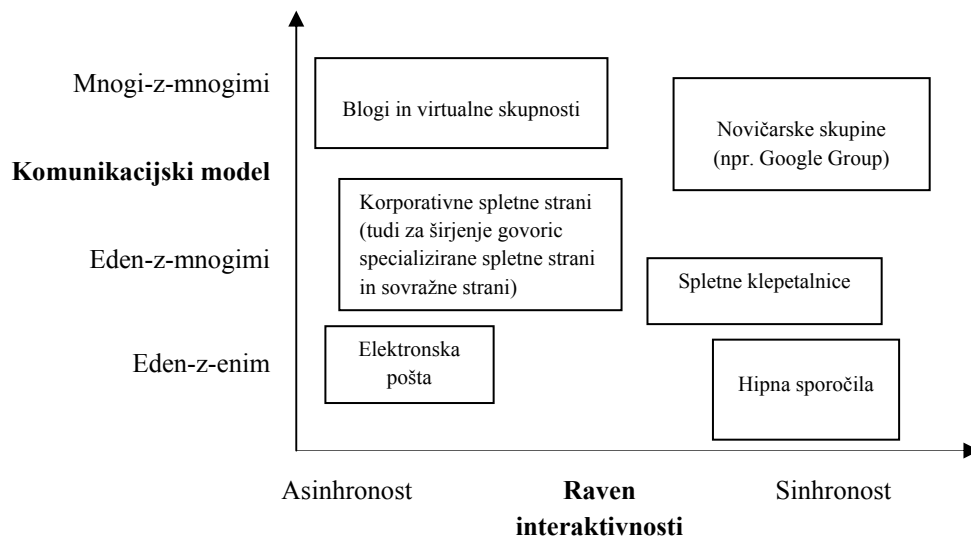 Mnogi-z-mnogimi
Blogi in virtualne skupnosti
Novičarske skupine
(npr. Google Group)
Komunikacijski model
Korporativne spletne strani
(tudi za širjenje govoric
specializirane spletne strani
in sovražne strani)
Eden-z-mnogimi
Spletne klepetalnice
Eden-z-enim
Elektronska
pošta
Hipna sporočila
Asinhronost
Raven
interaktivnosti
Sinhronost